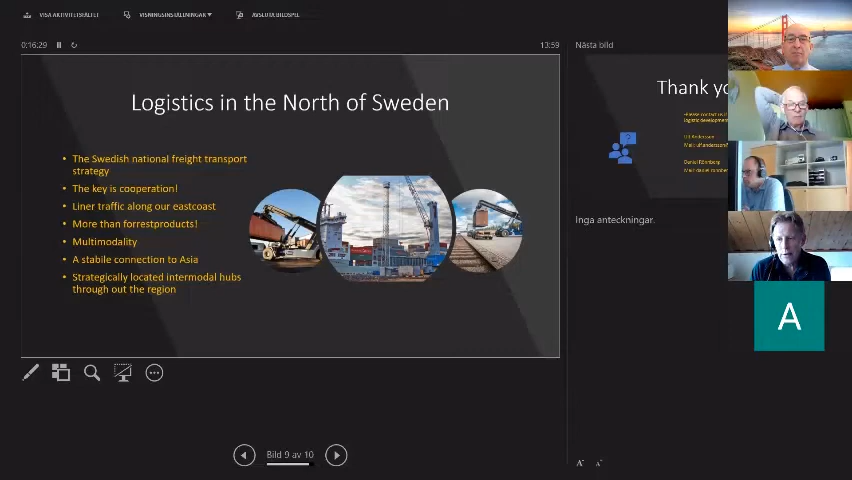 VISA AKTIVITETSFÄLTET
VISNINGSINSTÄLLNINGAR
AVSLUTA BILDSPEL
0:16:29
13:59
Nästa bild
Logistics in the North of Sweden
• The Swedish national freight transport
strategy
• The key is cooperation!
• Liner traffic along our eastcoast
• More than forrestproducts!
• Multimodality
• A stabile connection to Asia
• Strategically located intermodal hubs
through out the region
Thank yo
Inga anteckningar.
A
Bild 9 av 10